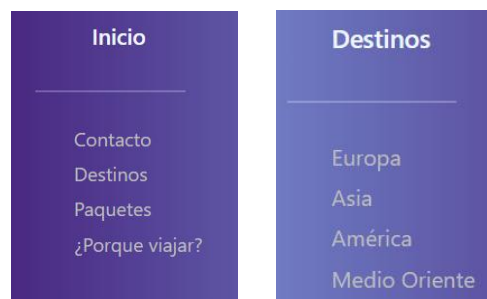 Inicio
Contacto
Destinos
Paquetes
¿Porque viajar?
Destinos
Europa
Asia
América
Medio Oriente